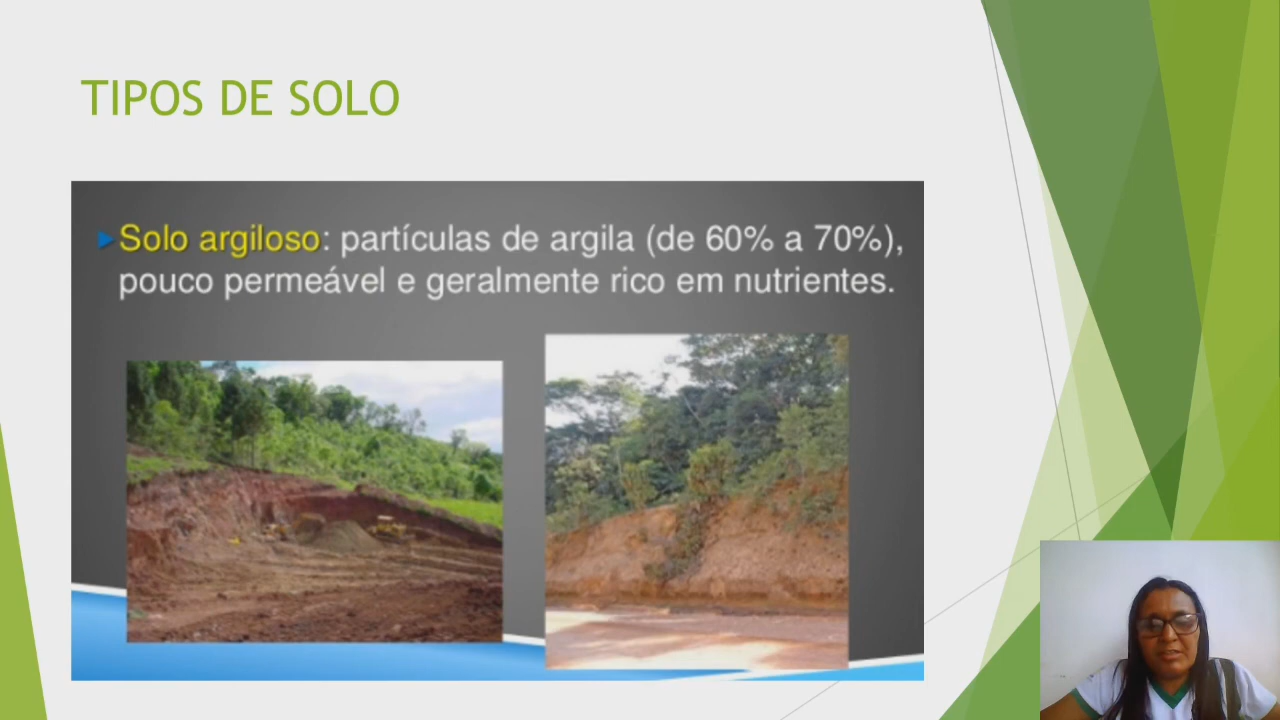 TIPOS DE SOLO
Solo argiloso: partículas de argila (de 60% a 70%),
pouco permeável e geralmente rico em nutrientes.